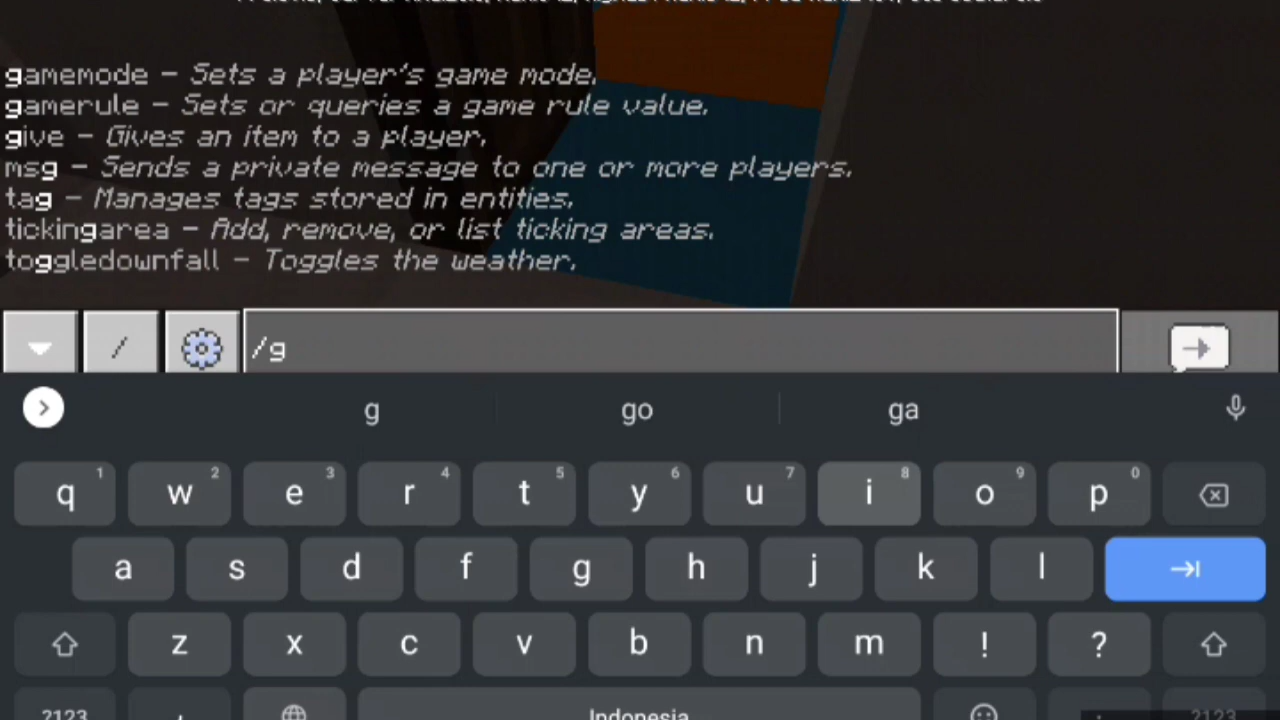 gamemode – Sets a player's game mode.
gamerule – Sets or queries a game rule value.
give – Gives an item to a player.
msg – Sends a private message to one or more players.
tag – Manages tags stored in entities.
tickingarea – Add, remove, or list ticking areas.
toggledownfall – Toggles the weather.
/ /g
g go ga
q 1 w 2 e 3 r 4 t 5 y 6 u 7 i 8 o 9 p 0
a s d f g h j k l
z x c v b n m ! ?
?123 , Indonesia . ?123